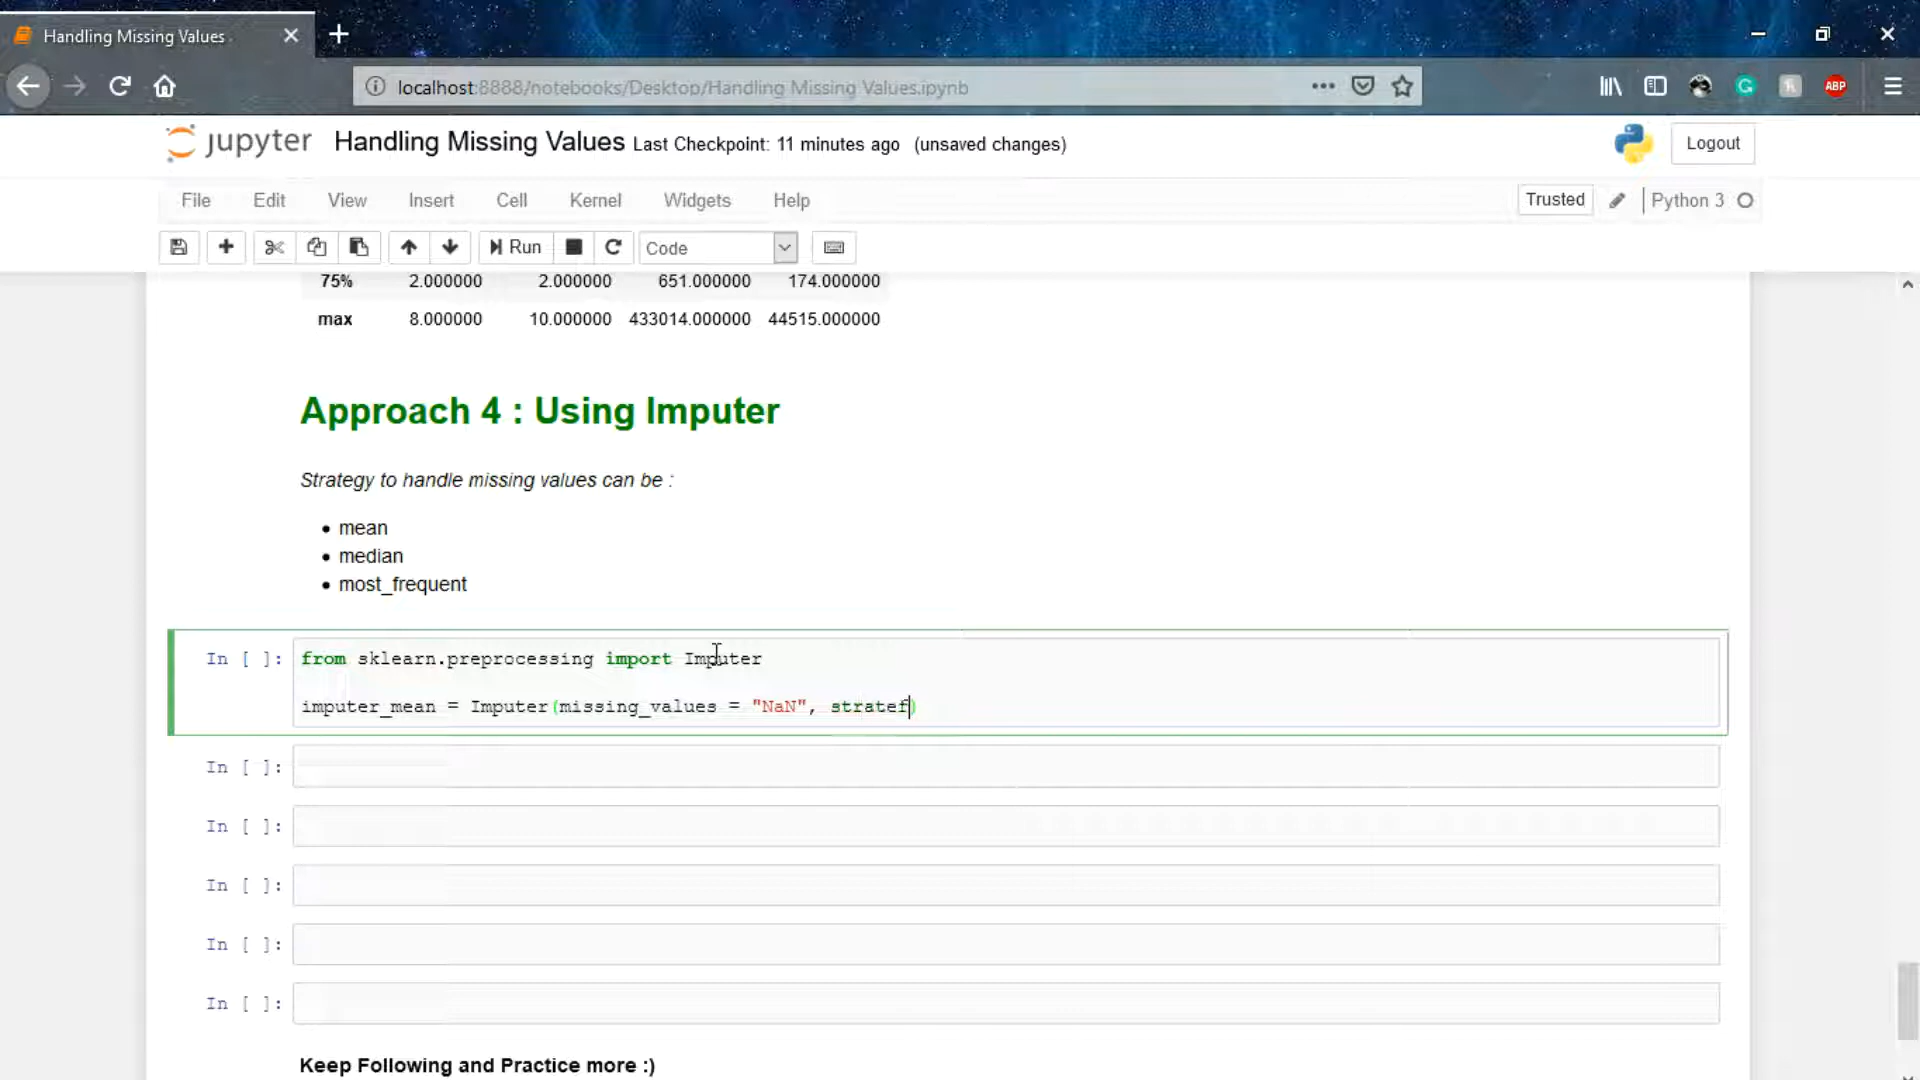 Handling Missing Values
localhost:8888/notebooks/Desktop/Handling Missing Values.ipynb
ABP
jupyter Handling Missing Values Last Checkpoint: 11 minutes ago (unsaved changes)
Logout
File Edit View Insert Cell Kernel Widgets Help
Trusted Python 3
Run Code
75% 2.000000 2.000000 651.000000 174.000000
max 8.000000 10.000000 433014.000000 44515.000000
Approach 4 : Using Imputer
Strategy to handle missing values can be :
mean
median
most_frequent
In [ ]: from sklearn.preprocessing import Imputer
imputer_mean = Imputer(missing_values = "NaN", stratef)
In [ ]:
In [ ]:
In [ ]:
In [ ]:
In [ ]:
Keep Following and Practice more :)